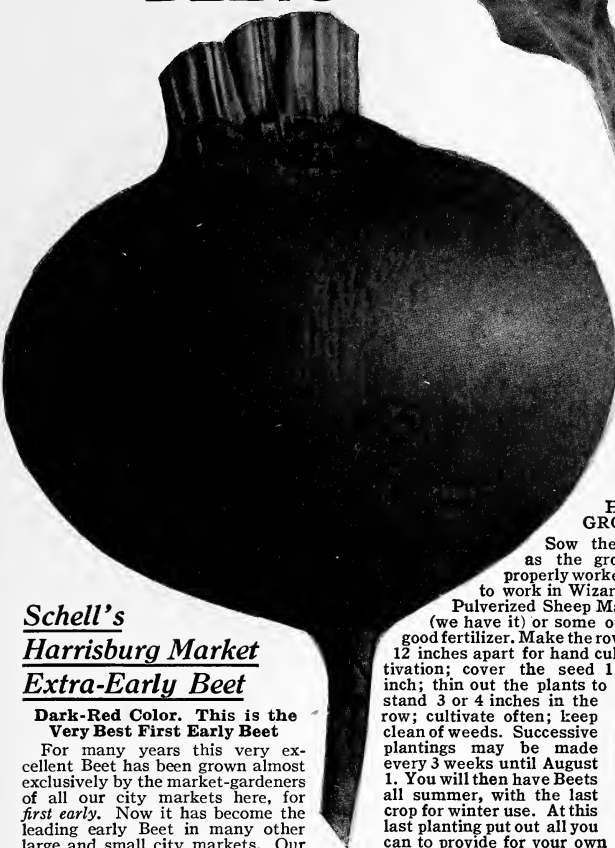 Schell's
Harrisburg Market
Extra-Early Beet
Dark-Red Color. This is the
Very Best First Early Beet
For many years this very ex-
cellent Beet has been grown almost
exclusively by the market-gardeners
of all our city markets here, for
first early. Now it has become the
leading early Beet in many other
large and small city markets. Our
Sow
as the
properly
to work in
Pulverized Sheep
(we have it) or some
good fertilizer. Make the
12 inches apart for hand cul-
tivation; cover the seed 1
inch; thin out the plants to
stand 3 or 4 inches in the
row; cultivate often; keep
clean of weeds. Successive
plantings may be made
every 3 weeks until August
1. You will then have Beets
all summer, with the last
crop for winter use. At this
last planting put out all you
can to provide for your own